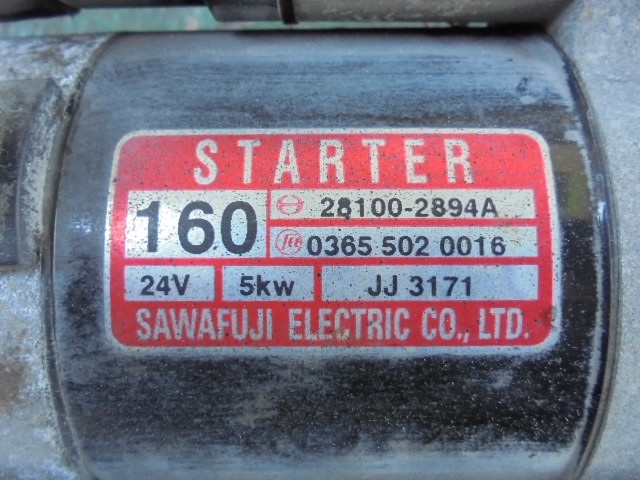 STARTER
160
28100-2894A
0365 502 0016
24V 5kw JJ 3171
SAWAFUJI ELECTRIC CO., LTD.